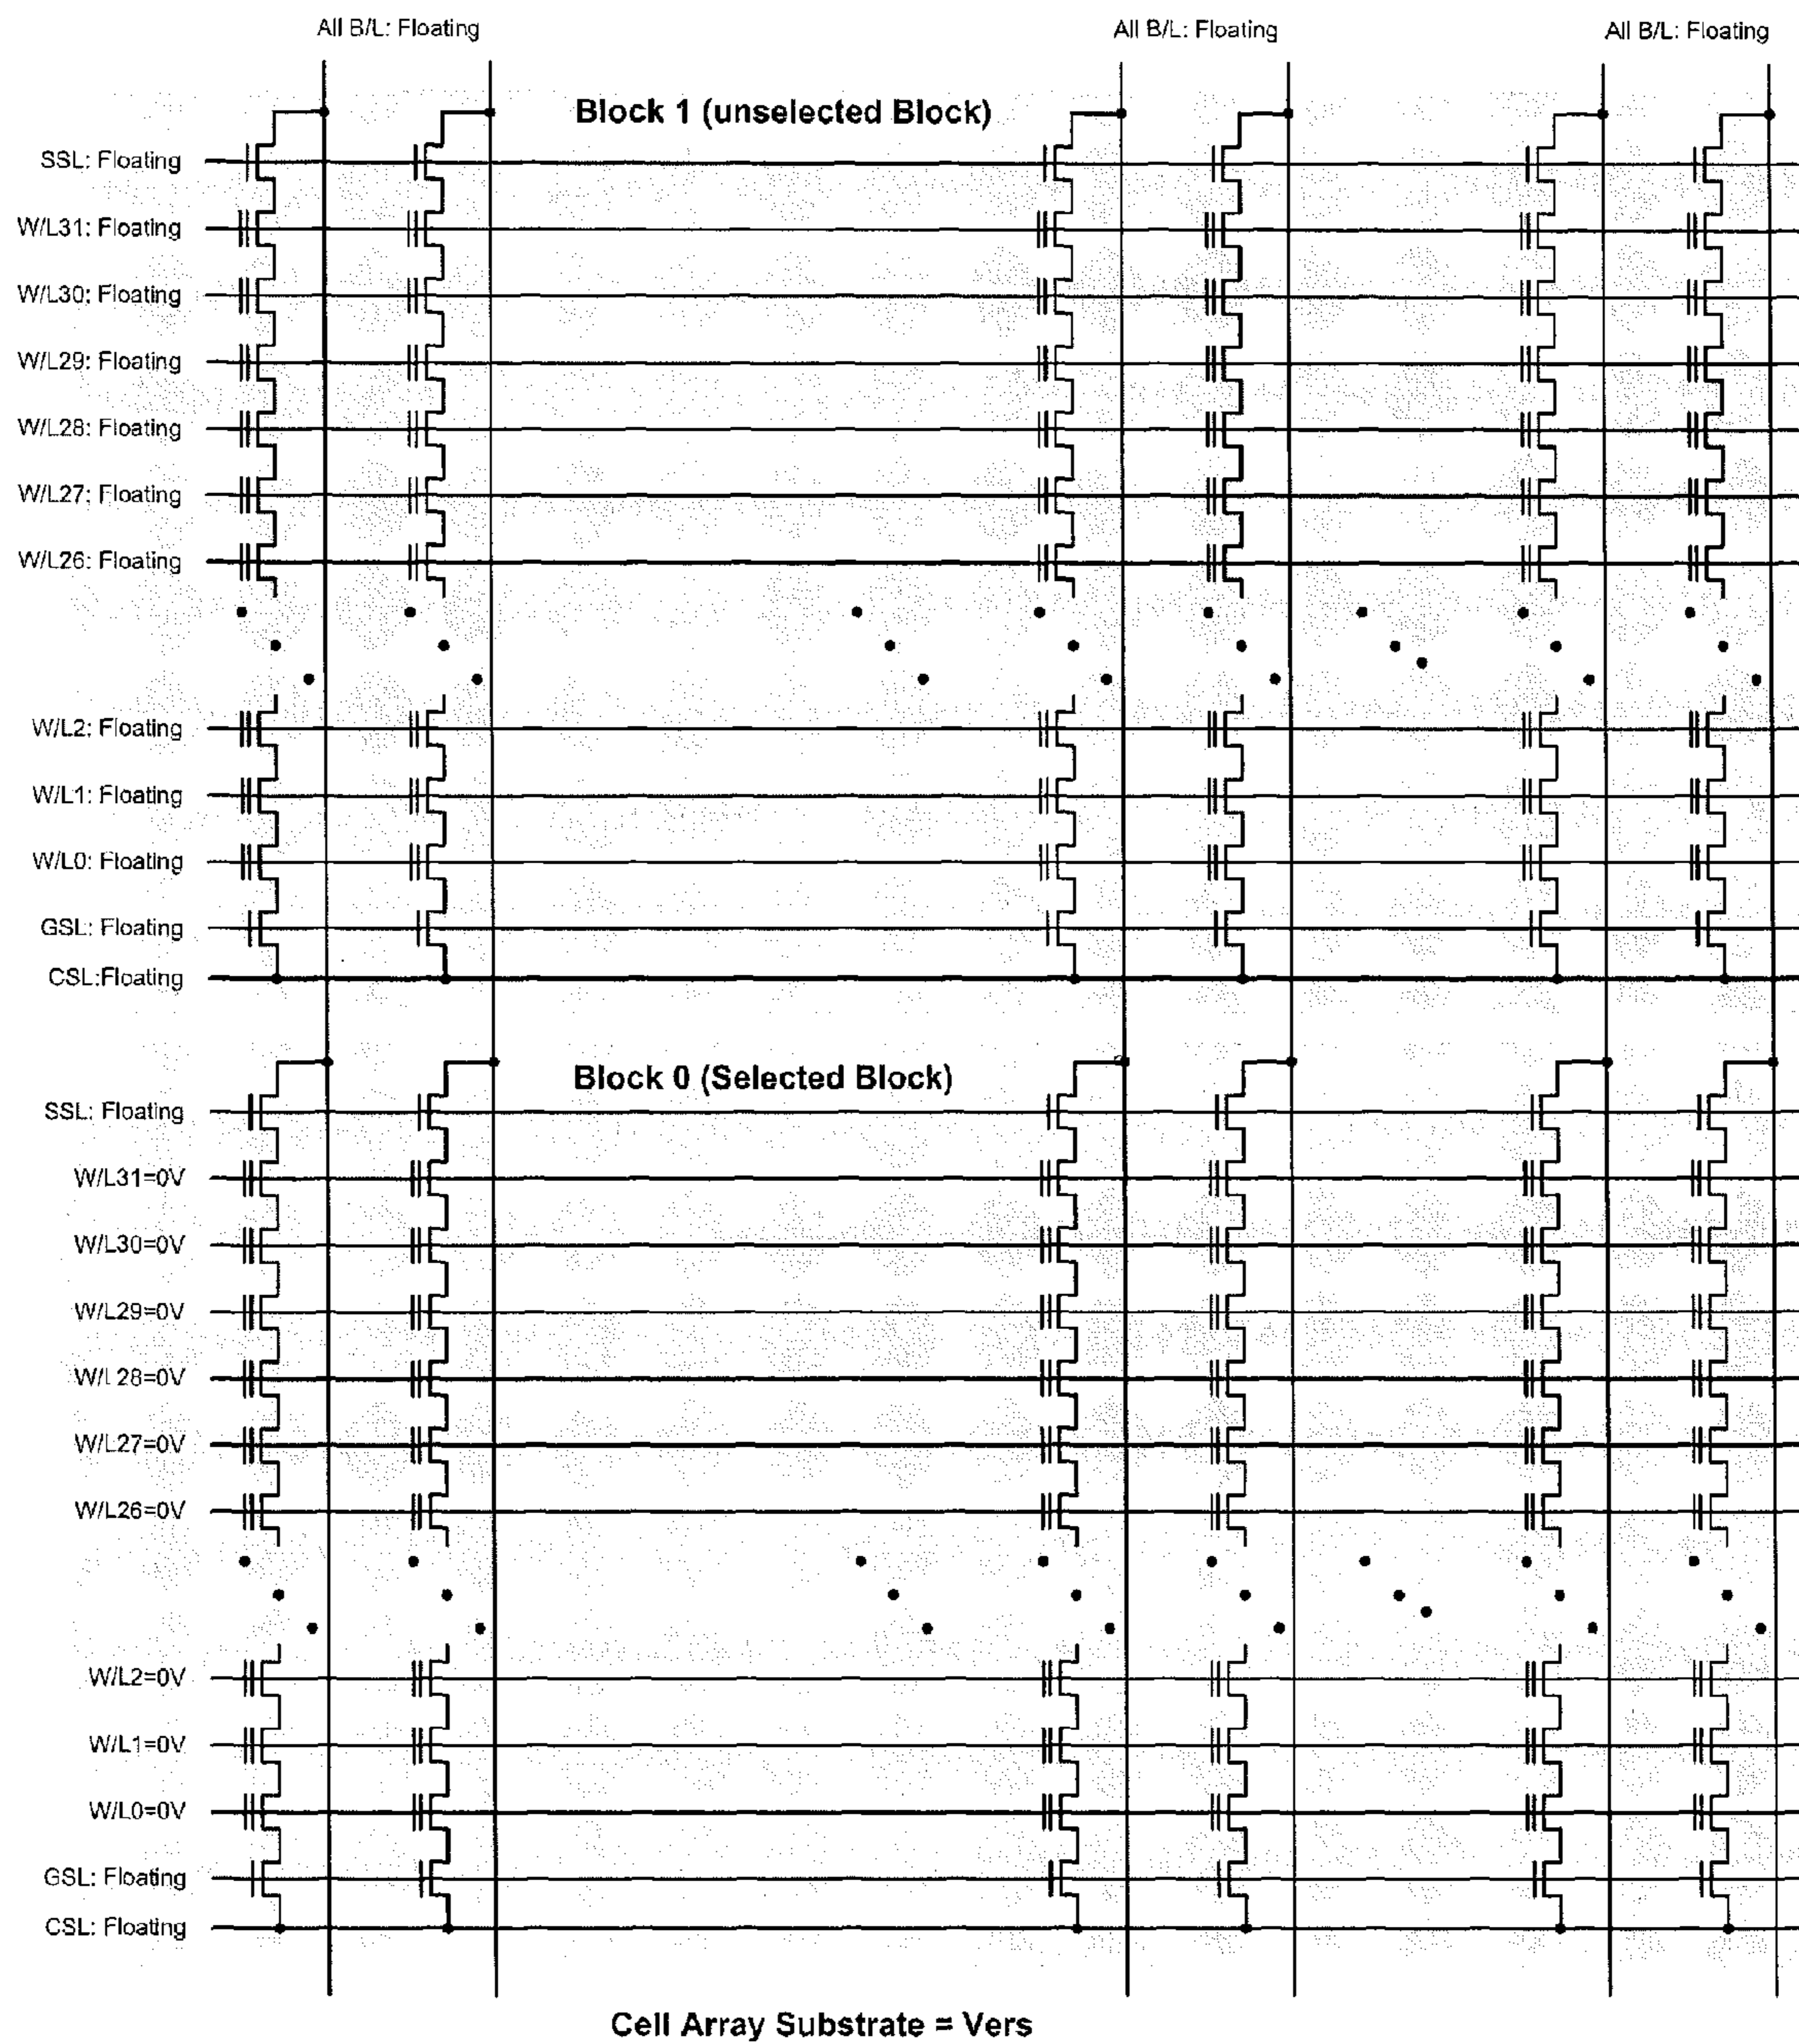 All B/L: Floating
All B/L: Floating
All B/L: Floating
Block 1 (unselected Block)
SSL: Floating
W/L31: Floating
W/L30: Floating
W/L29: Floating
W/L28: Floating
W/L27: Floating
W/L26: Floating
W/L2: Floating
W/L1: Floating
W/L0: Floating
GSL: Floating
CSL:Floating
Block 0 (Selected Block)
SSL: Floating
W/L31=0V
W/L30=0V
W/L29=0V
W/L28=0V
W/L27=0V
W/L26=0V
W/L2=0V
W/L1=0V
W/L0=0V
GSL: Floating
CSL: Floating
Cell Array Substrate = Vers